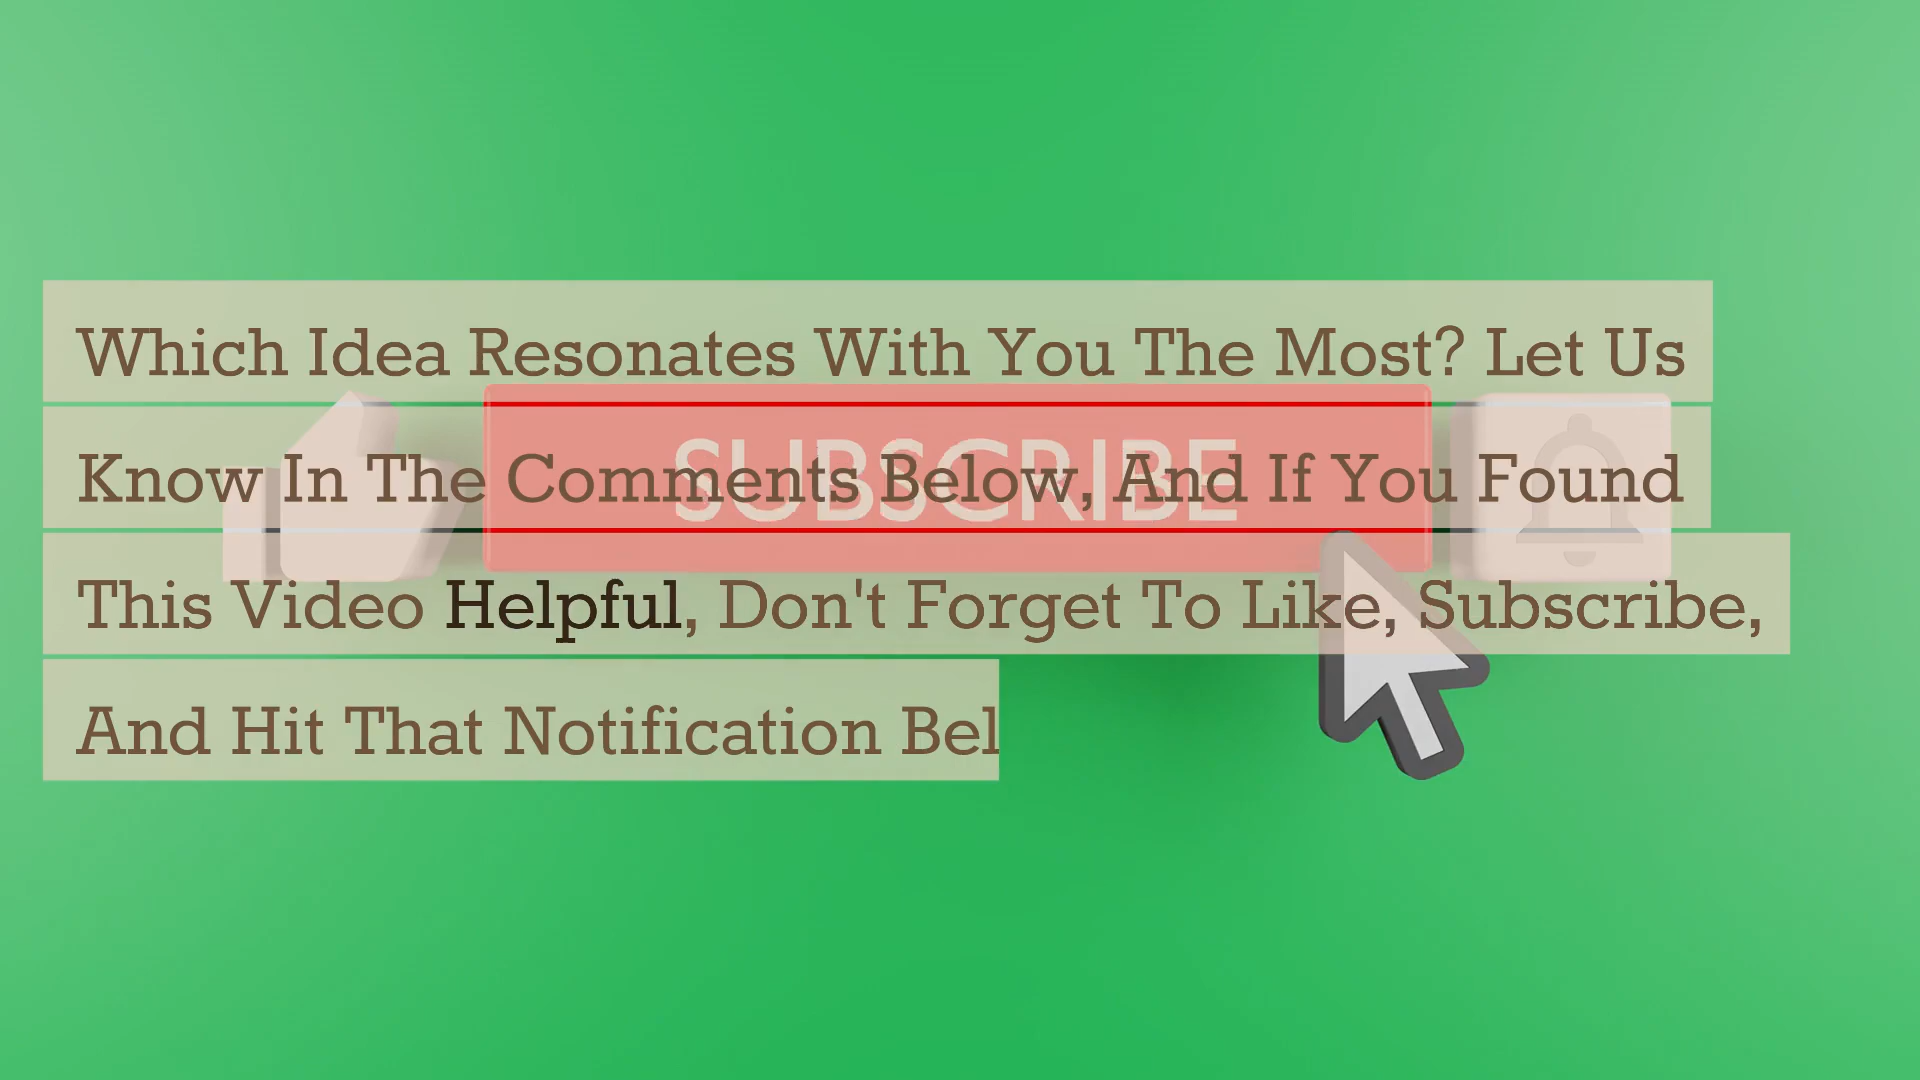 Which Idea Resonates With You The Most? Let Us
Know In The Comments Below, And If You Found
SUBSCRIBE
This Video Helpful, Don't Forget To Like, Subscribe,
And Hit That Notification Bel